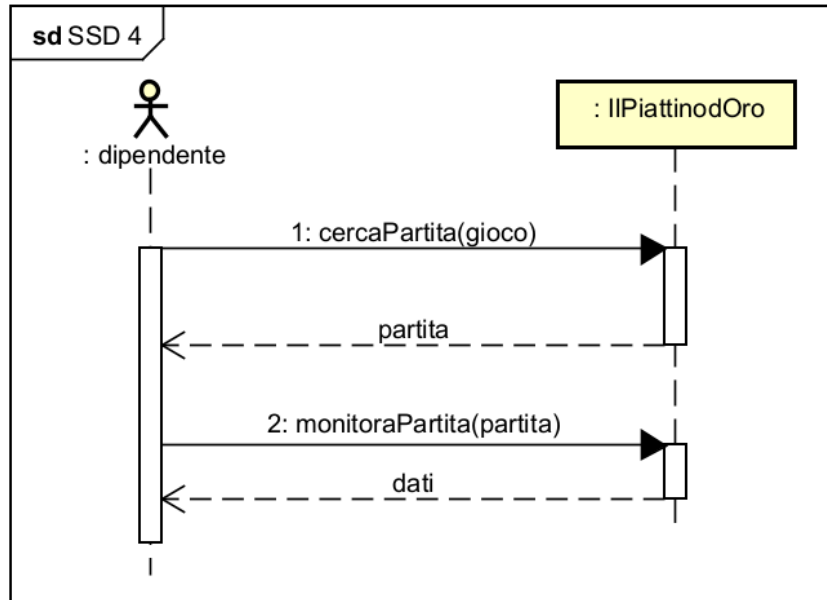 sd SSD 4
: dipendente
: IlPiattinodOro
1: cercaPartita(gioco)
partita
2: monitoraPartita(partita)
dati